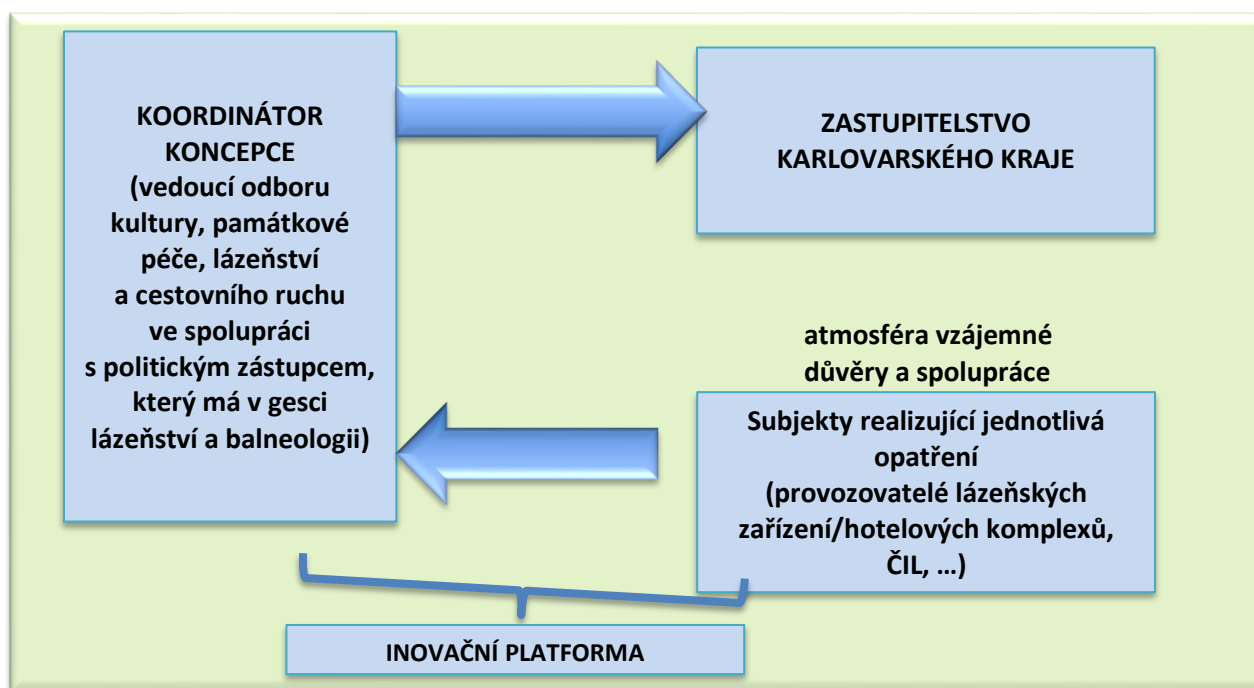 KOORDINÁTOR
KONCEPCE
(vedoucí odboru
kultury, památkové
péče, lázeňství
a cestovního ruchu
ve spolupráci
s politickým zástupcem,
který má v gesci
lázeňství a balneologii)
ZASTUPITELSTVO
KARLOVARSKÉHO KRAJE
atmosféra vzájemné
důvěry a spolupráce
Subjekty realizující jednotlivá
opatření
(provozovatelé lázeňských
zařízení/hotelových komplexů,
ČIL, ...)
INOVAČNÍ PLATFORMA